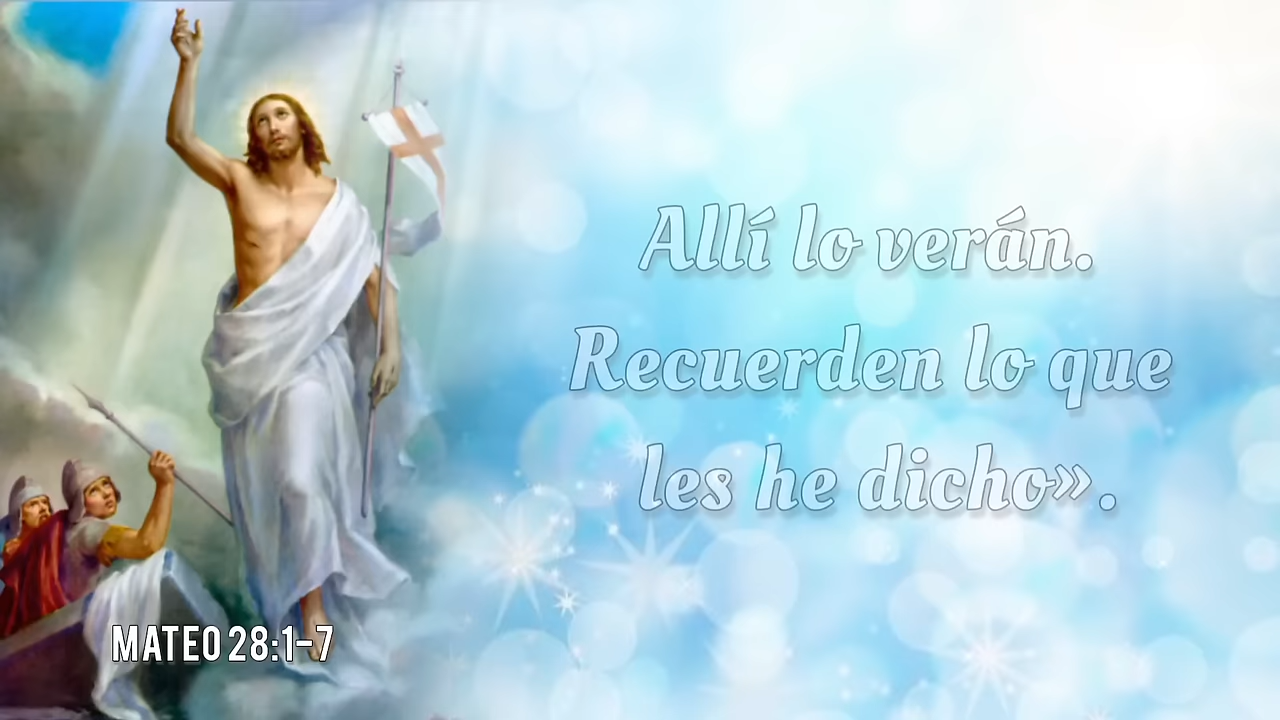 Allí lo verán.
Recuerden lo que
les he dicho».
MATEO 28:1-7